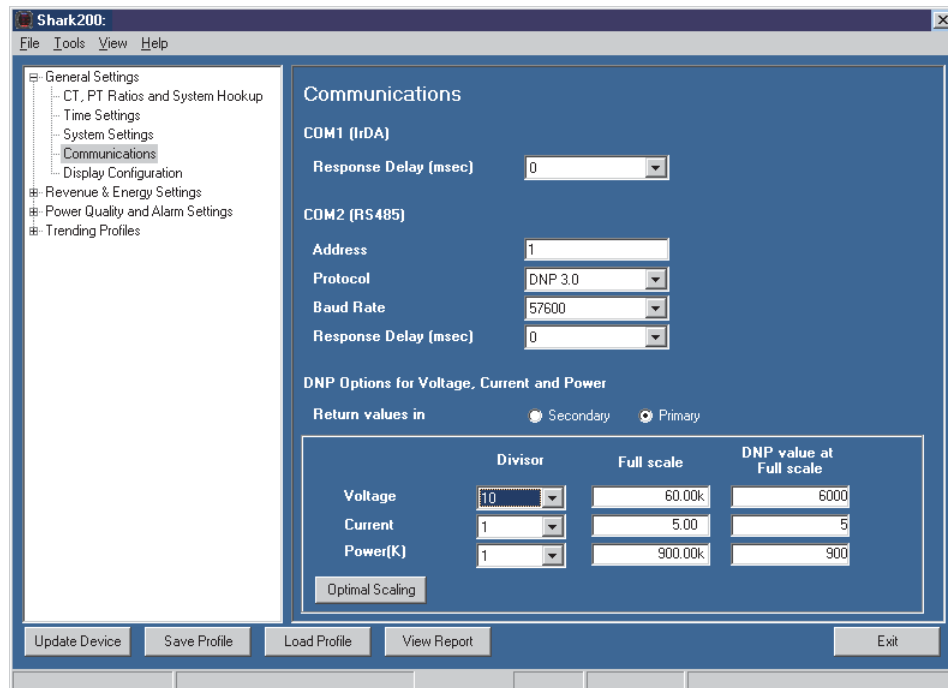 Shark200:
File Tools View Help
General Settings
CT, PT Ratios and System Hookup
Time Settings
System Settings
Communications
Display Configuration
Revenue & Energy Settings
Power Quality and Alarm Settings
Trending Profiles
Communications
COM1 (IrDA)
Response Delay (msec) 0
COM2 (RS485)
Address 1
Protocol DNP 3.0
Baud Rate 57600
Response Delay (msec) 0
DNP Options for Voltage, Current and Power
Return values in Secondary Primary
Divisor Full scale DNP value at Full scale
Voltage 10 60.00k 6000
Current 1 5.00 5
Power(K) 1 900.00k 900
Optimal Scaling
Update Device Save Profile Load Profile View Report Exit